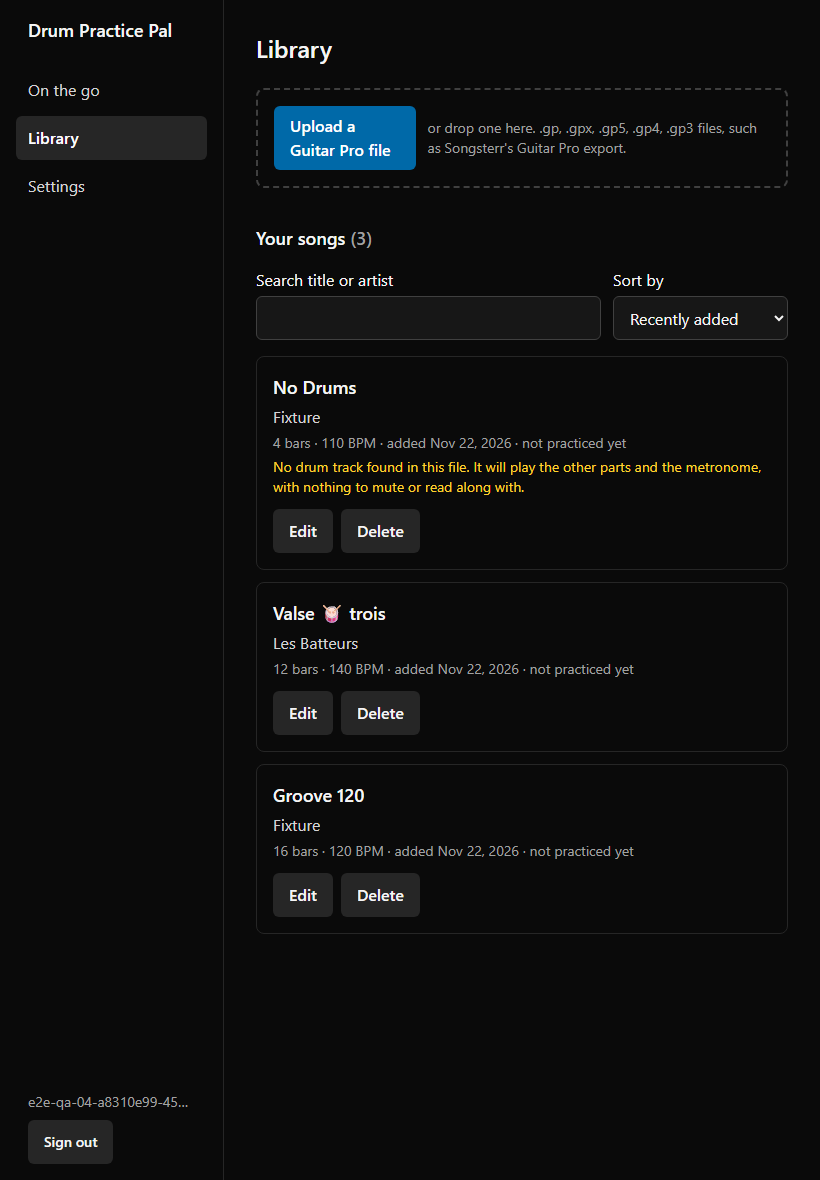 Drum Practice Pal
On the go
Library
Settings
Library
Upload a
Guitar Pro file
or drop one here. .gp, .gpx, .gp5, .gp4, .gp3 files, such
as Songsterr's Guitar Pro export.
Your songs (3)
Search title or artist
Sort by
Recently added
No Drums
Fixture
4 bars · 110 BPM · added Nov 22, 2026 · not practiced yet
No drum track found in this file. It will play the other parts and the metronome,
with nothing to mute or read along with.
Edit
Delete
Valse 🥁 trois
Les Batteurs
12 bars · 140 BPM · added Nov 22, 2026 · not practiced yet
Edit
Delete
Groove 120
Fixture
16 bars · 120 BPM · added Nov 22, 2026 · not practiced yet
Edit
Delete
e2e-qa-04-a8310e99-45...
Sign out